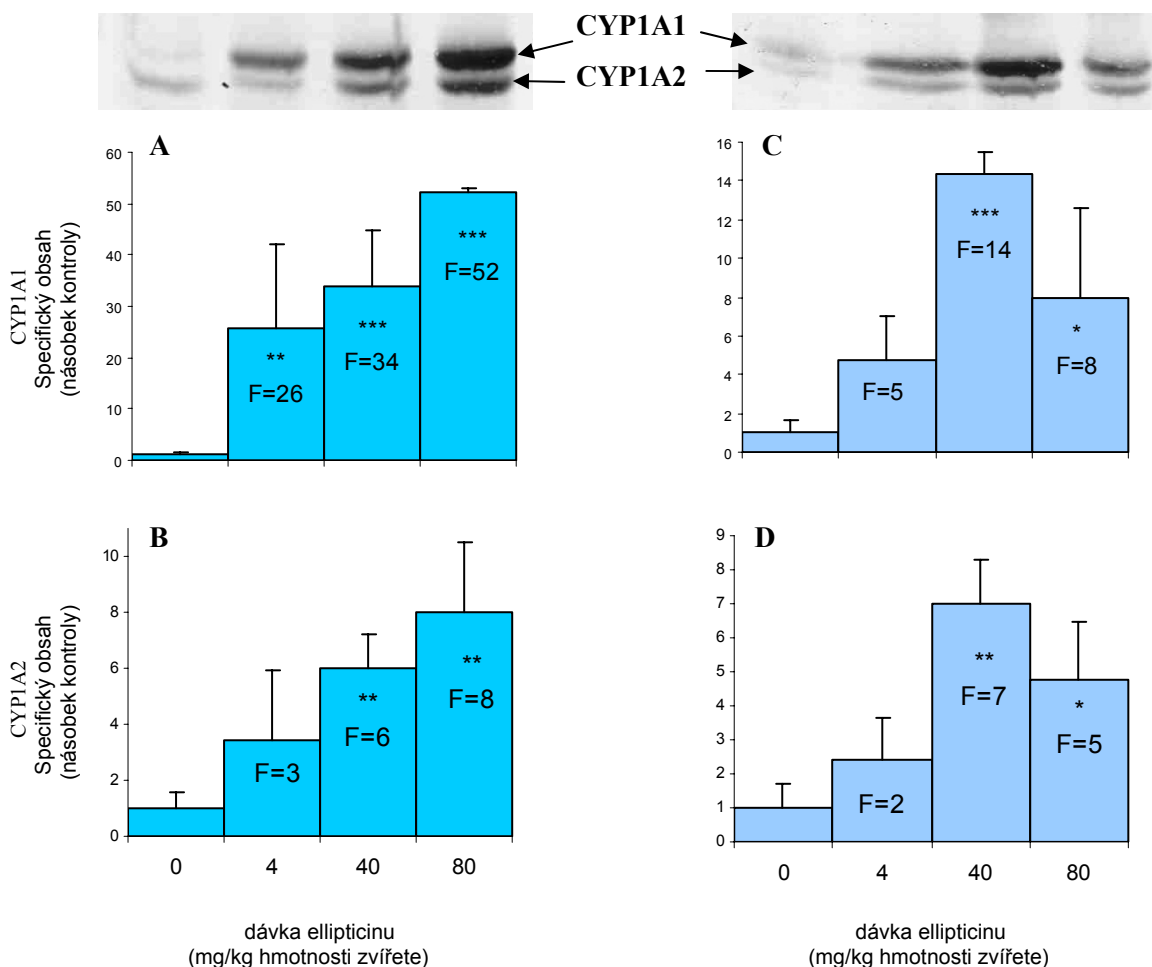 CYP1A1
CYP1A2
A
CYP1A1
Specifický obsah
(násobek kontroly)
60
50
40
30
20
10
0
**
F=26
***
F=34
***
F=52
C
16
14
12
10
8
6
4
2
0
F=5
***
F=14
*
F=8
B
CYP1A2
Specifický obsah
(násobek kontroly)
10
8
6
4
2
0
F=3
**
F=6
**
F=8
0 4 40 80
dávka ellipticinu
(mg/kg hmotnosti zvířete)
D
9
8
7
6
5
4
3
2
1
0
F=2
**
F=7
*
F=5
0 4 40 80
dávka ellipticinu
(mg/kg hmotnosti zvířete)